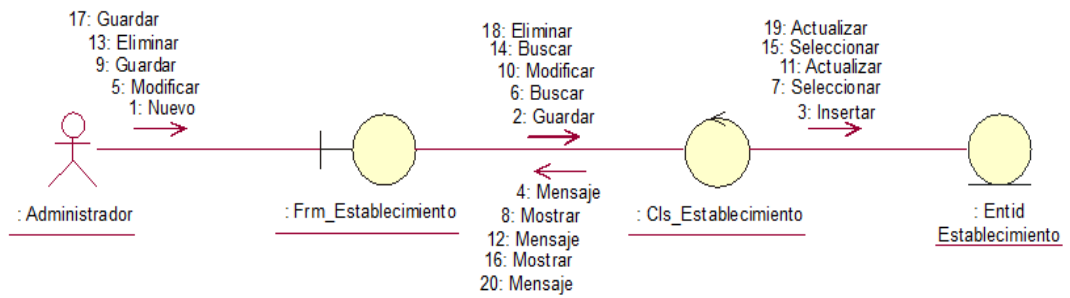 17: Guardar
13: Eliminar
9: Guardar
5: Modificar
1: Nuevo
18: Eliminar
14: Buscar
10: Modificar
6: Buscar
2: Guardar
19: Actualizar
15: Seleccionar
11: Actualizar
7: Seleccionar
3: Insertar
4: Mensaje
8: Mostrar
12: Mensaje
16: Mostrar
20: Mensaje
: Administrador
: Frm_Establecimiento
: Cls_Establecimiento
: Entid
Establecimiento